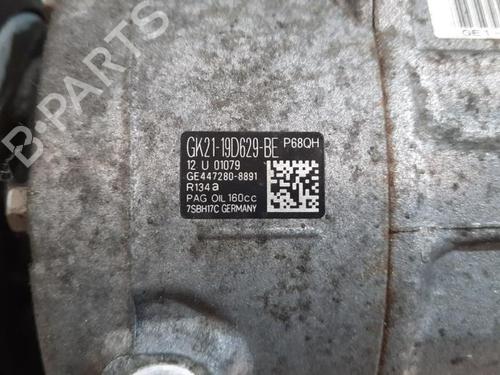 GK21-19D629-BE P68QH
12 U 01079
GE447280-8891
R134a
PAG OIL 160cc
7SBH17C GERMANY
B-PARTS